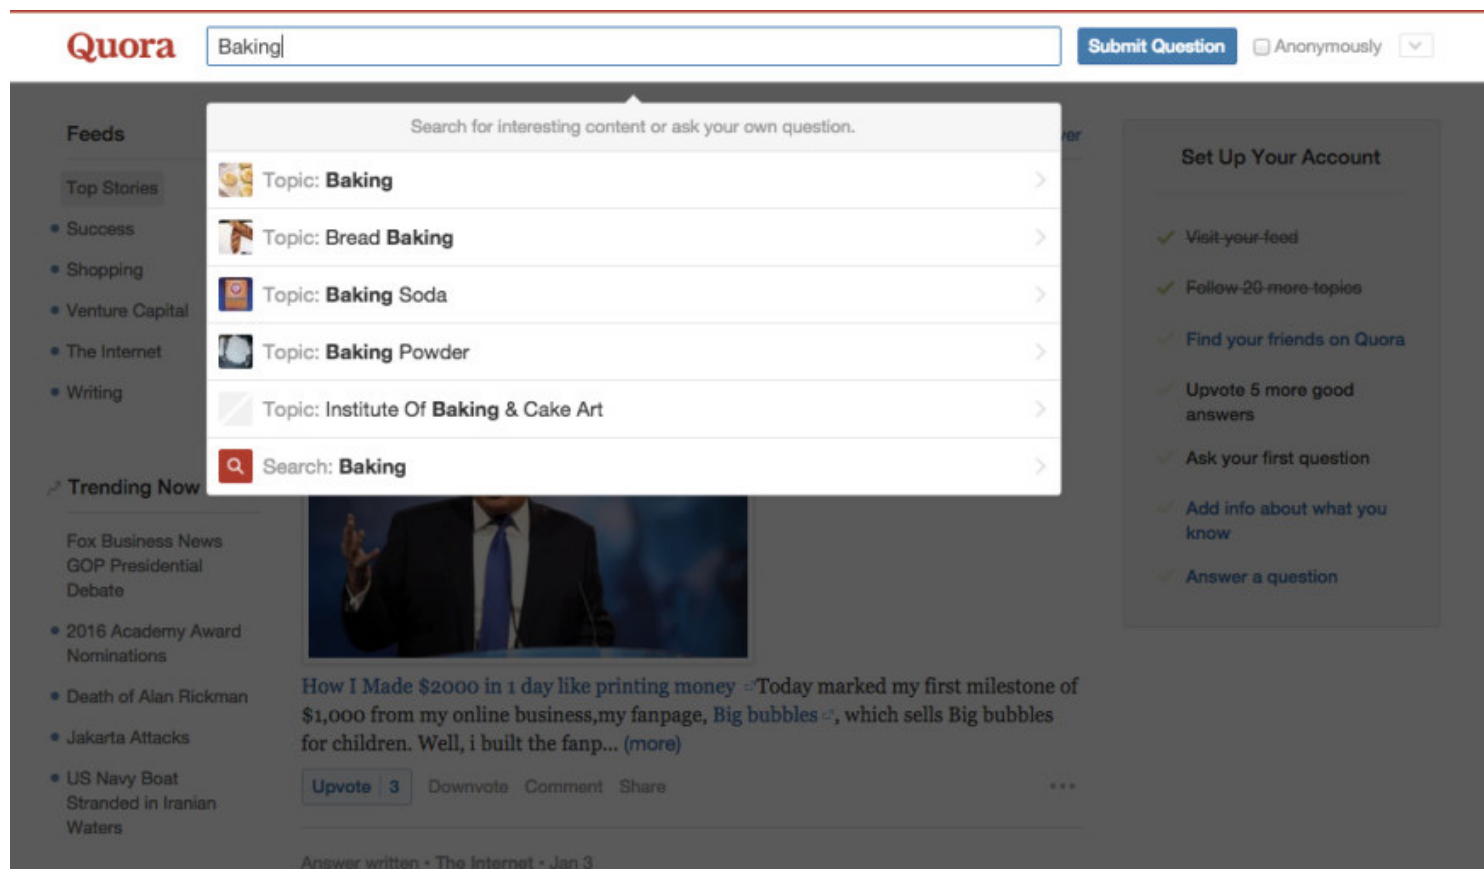 Quora
Baking
Submit Question
Anonymously
Search for interesting content or ask your own question.
Topic: Baking
Topic: Bread Baking
Topic: Baking Soda
Topic: Baking Powder
Topic: Institute Of Baking & Cake Art
Search: Baking
Feeds
Top Stories
Success
Shopping
Venture Capital
The Internet
Writing
Trending Now
Fox Business News
GOP Presidential
Debate
2016 Academy Award
Nominations
Death of Alan Rickman
Jakarta Attacks
US Navy Boat
Stranded in Iranian
Waters
How I Made $2000 in 1 day like printing money Today marked my first milestone of
$1,000 from my online business,my fanpage, Big bubbles , which sells Big bubbles
for children. Well, i built the fanp... (more)
Upvote 3 Downvote Comment Share
Answer written • The Internet • Jan 3
Set Up Your Account
Visit your feed
Follow 20 more topics
Find your friends on Quora
Upvote 5 more good
answers
Ask your first question
Add info about what you
know
Answer a question